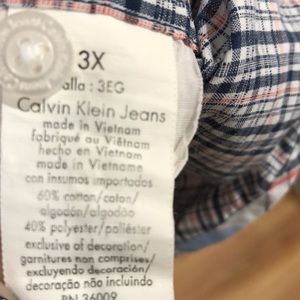 3X
alla : 3EG
Calvin Klein Jeans
made in Vietnam
fabriqué au Viêtnam
hecho en Vietnam
made in Vietnam
con insumos importados
60% cotton/coton/
algodón/algodão
40% polyester/poliéster
exclusive of decoration/
garnitures non comprises/
excluyendo decoración/
decoração não incluindo
RN 36009